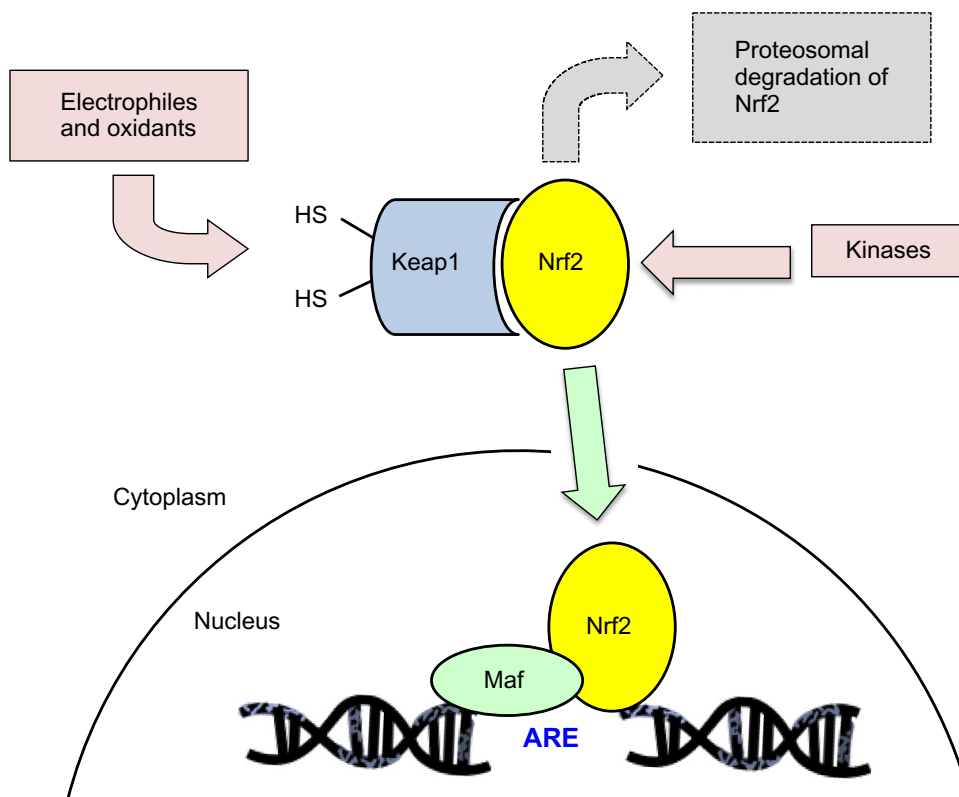 Proteosomal
degradation of
Nrf2
Electrophiles
and oxidants
HS
Keap1
Nrf2
Kinases
HS
Cytoplasm
Nucleus
Nrf2
Maf
ARE